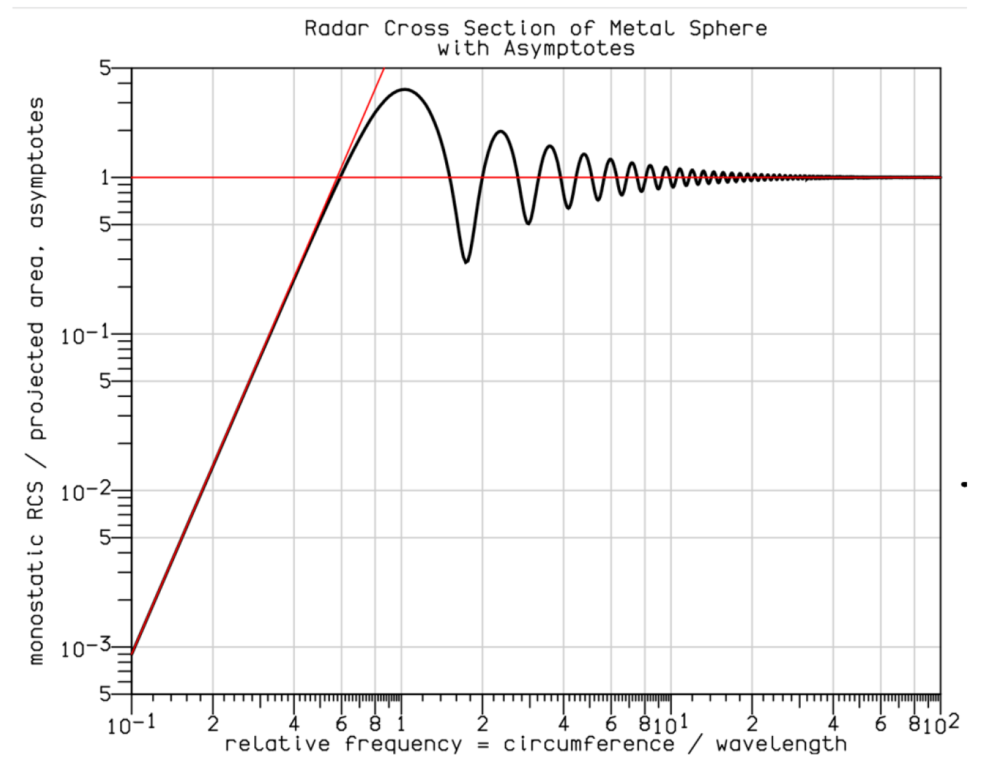 Radar Cross Section of Metal Sphere
with Asymptotes
monostatic RCS / projected area, asymptotes
5
1
5
10⁻¹
5
10⁻²
5
10⁻³
5
10⁻¹ 2 4 6 8 1 2 4 6 8 10¹ 2 4 6 8 10²
relative frequency = circumference / wavelength